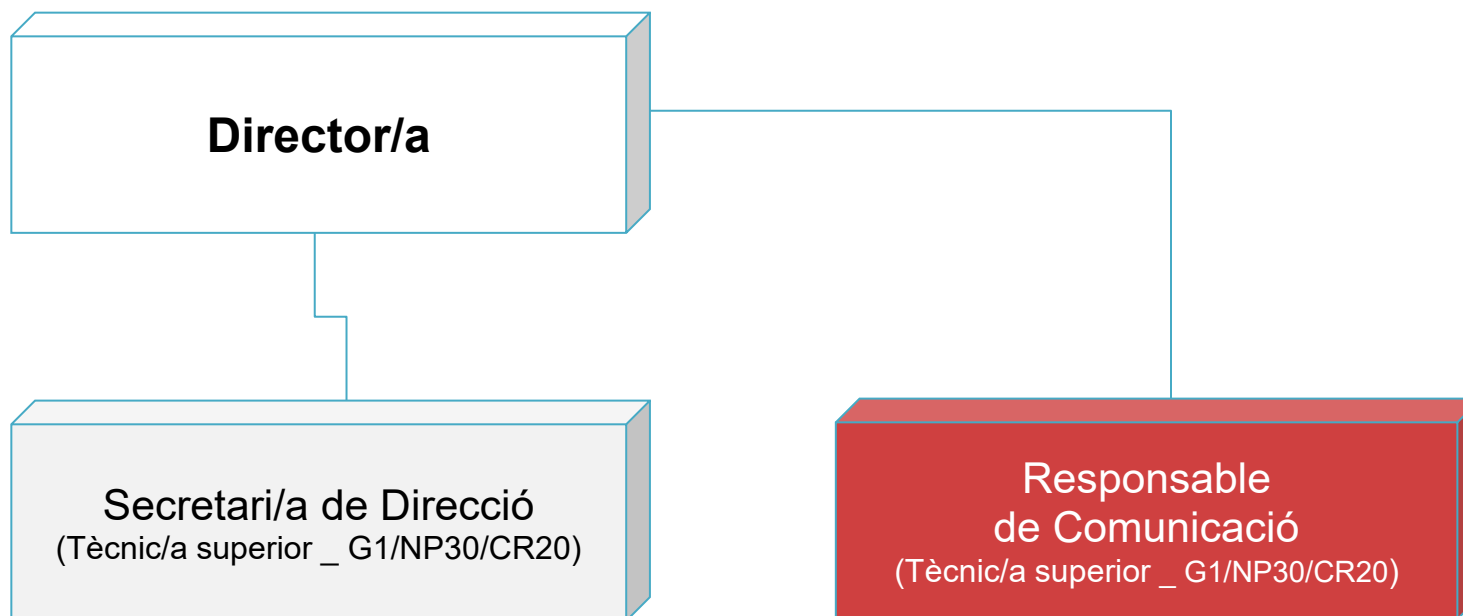 Director/a
Secretari/a de Direcció
(Tècnic/a superior _ G1/NP30/CR20)
Responsable
de Comunicació
(Tècnic/a superior _ G1/NP30/CR20)